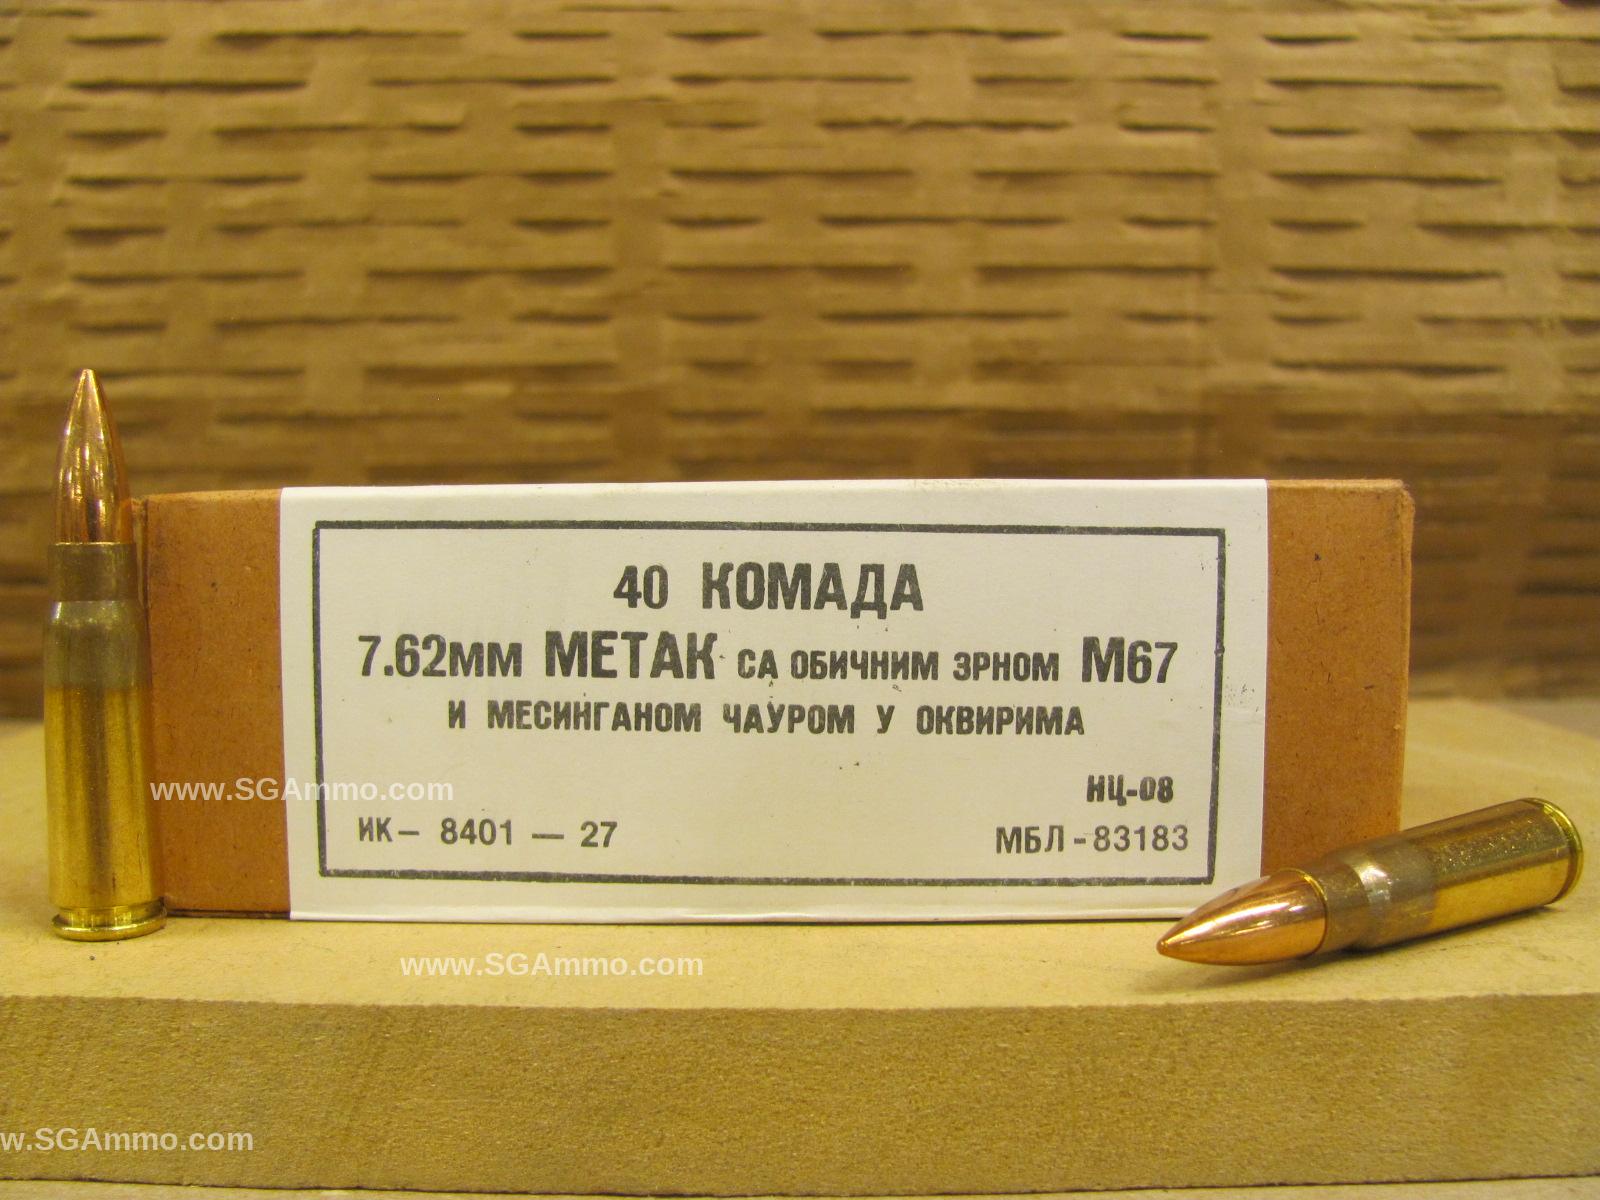 40 КОМАДА
7.62мм МЕТАК СА ОБИЧНИМ ЗРНОМ М67
И МЕСИНГАНОМ ЧАУРОМ У ОКВИРИМА
НЦ-08
ИК- 8401 — 27
МБЛ-83183
www.SGAmmo.com
www.SGAmmo.com
w.SGAmmo.com